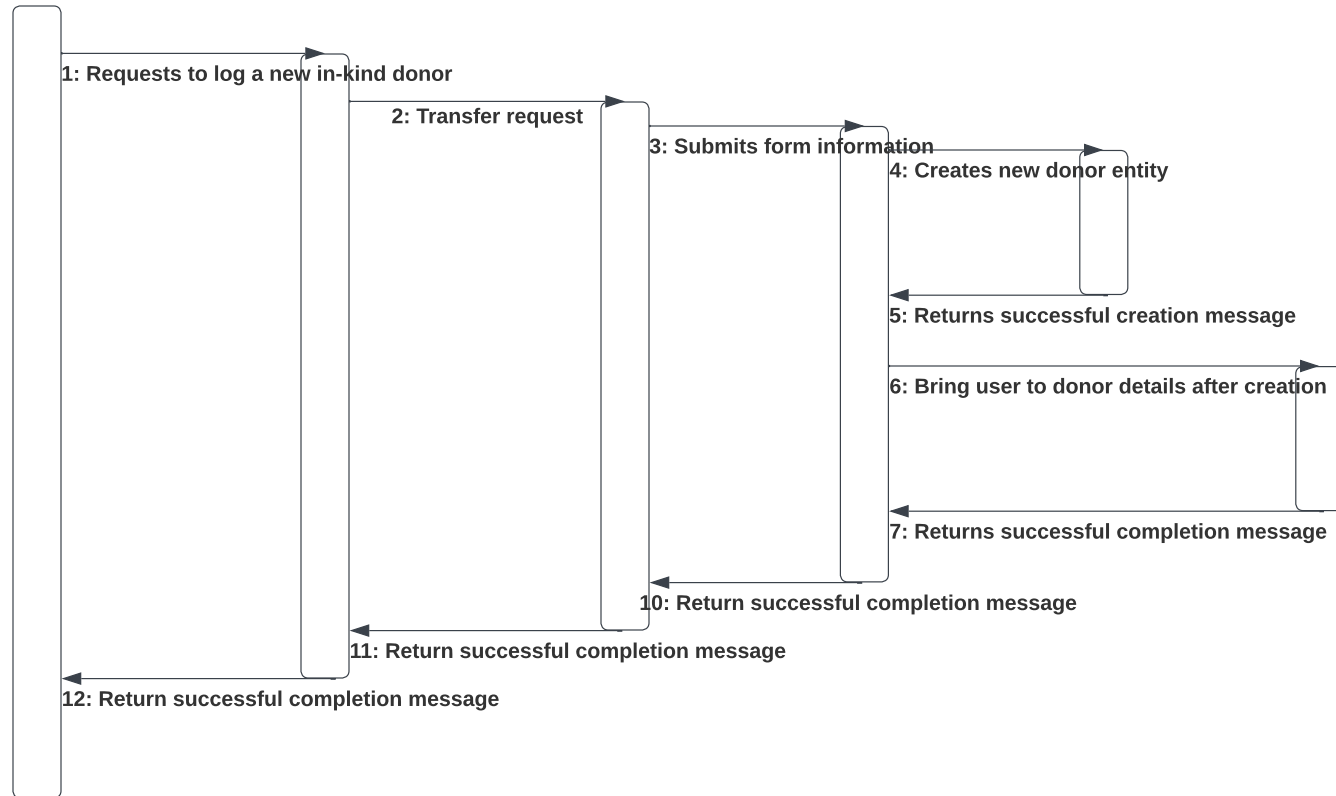 1: Requests to log a new in-kind donor
2: Transfer request
3: Submits form information
4: Creates new donor entity
5: Returns successful creation message
6: Bring user to donor details after creation
7: Returns successful completion message
10: Return successful completion message
11: Return successful completion message
12: Return successful completion message